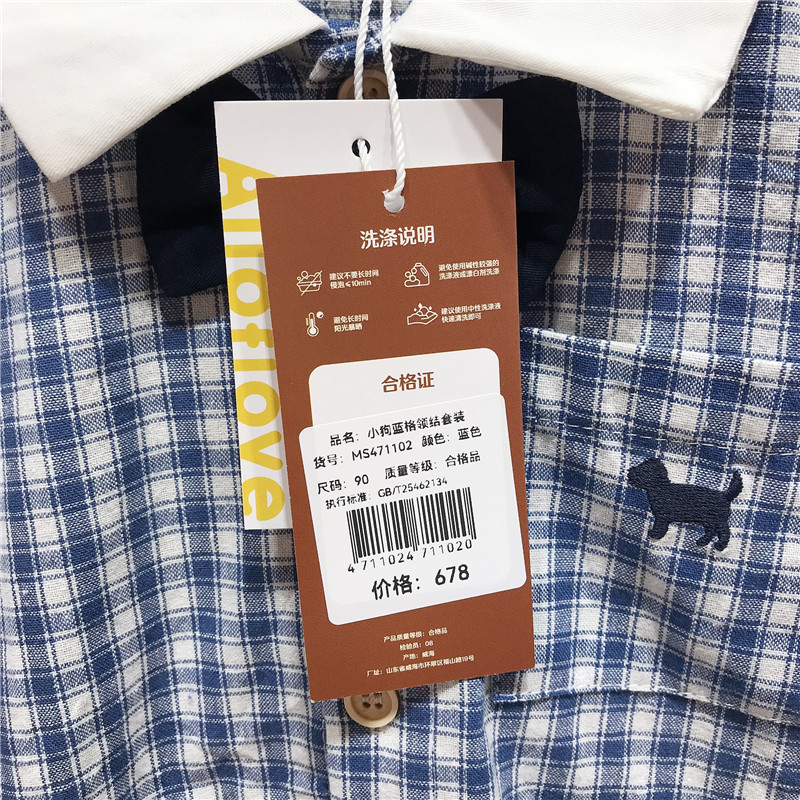 Allotlove
洗涤说明
建议不要长时间
侵泡≤10min
避免使用碱性较强的
洗涤液或漂白剂洗涤
避免长时间
阳光暴晒
建议使用中性洗涤液
快速清洗即可
合格证
品名：小狗蓝格领结套装
货号：MS471102 颜色：蓝色
尺码：90 质量等级：合格品
执行标准：GB/T25462134
4 711024 711020
价格：678
产品质量等级：合格品
检验员：08
产地：威海
厂址：山东省威海市环翠区福山路19号